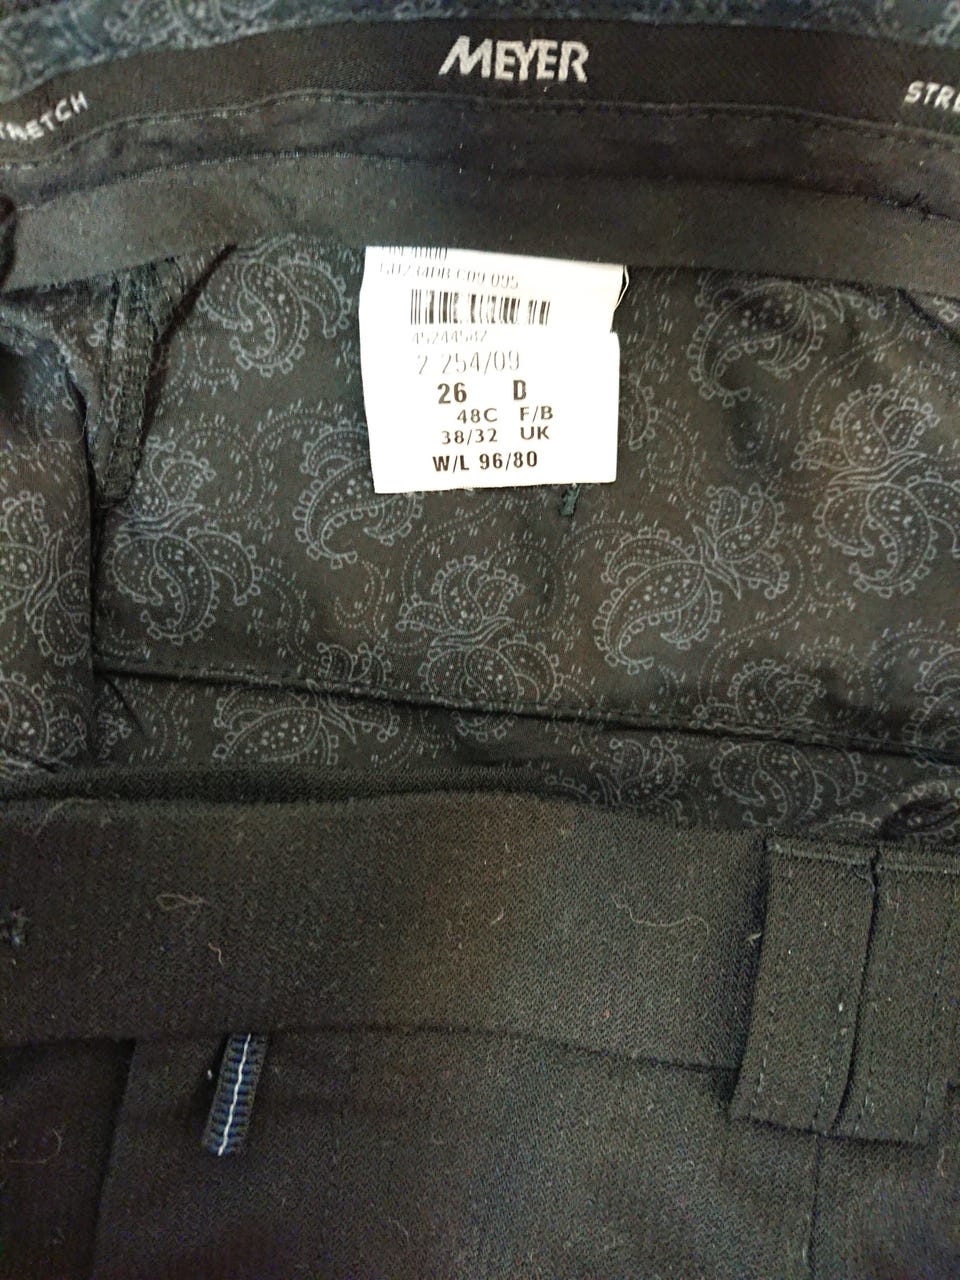 MEYER
STRETCH
STRE
45244582
2 254/09
26 D
48C F/B
38/32 UK
W/L 96/80